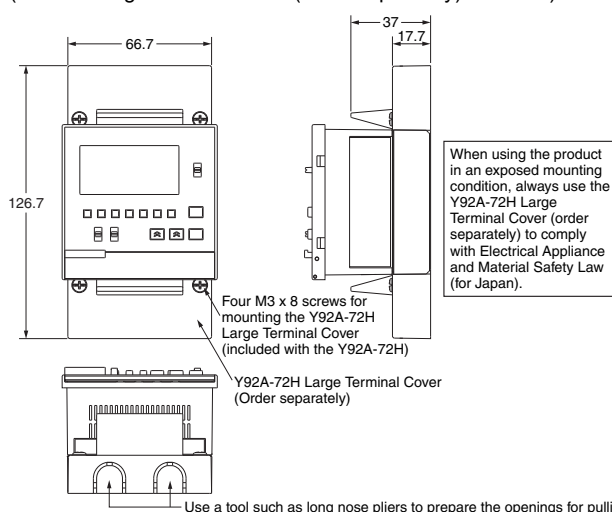 66.7
37
17.7
126.7
When using the product
in an exposed mounting
condition, always use the
Y92A-72H Large
Terminal Cover (order
separately) to comply
with Electrical Appliance
and Material Safety Law
(for Japan).
Four M3 x 8 screws for
mounting the Y92A-72H
Large Terminal Cover
(included with the Y92A-72H)
Y92A-72H Large Terminal Cover
(Order separately)
Use a tool such as long nose pliers to prepare the openings for